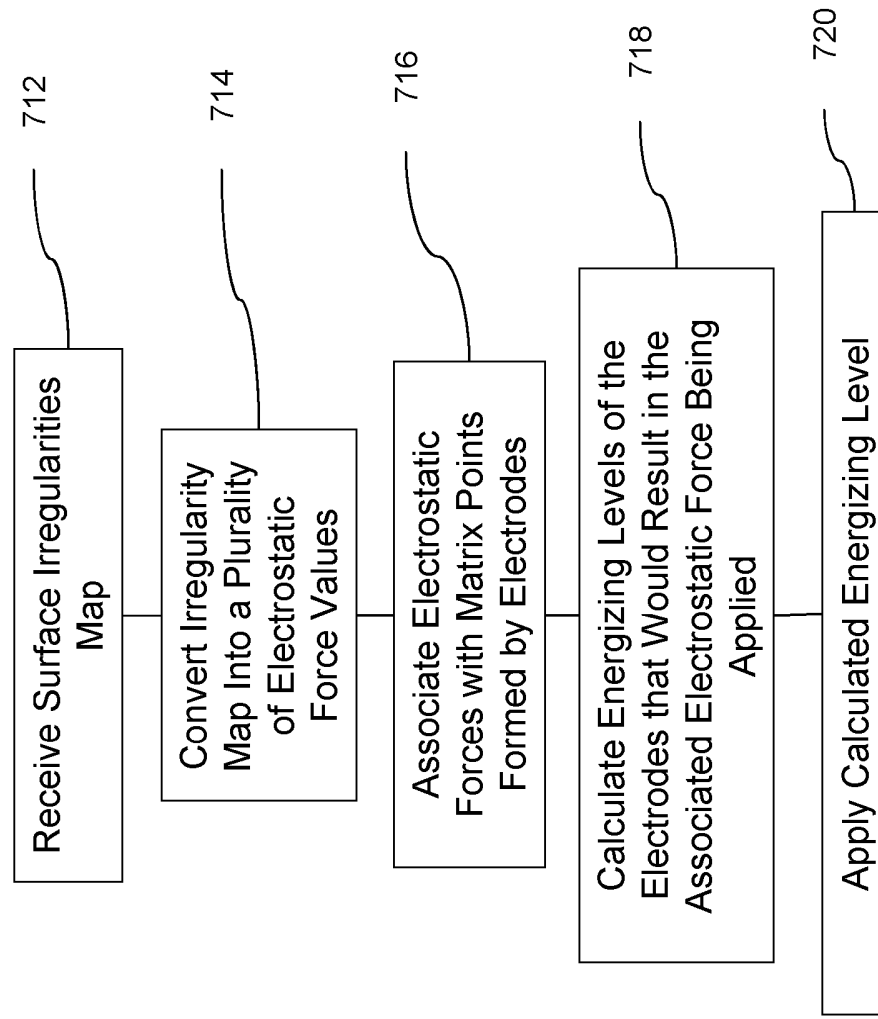 Receive Surface Irregularities
Map
712
Convert Irregularity
Map Into a Plurality
of Electrostatic
Force Values
714
Associate Electrostatic
Forces with Matrix Points
Formed by Electrodes
716
Calculate Energizing Levels of the
Electrodes that Would Result in the
Associated Electrostatic Force Being
Applied
718
Apply Calculated Energizing Level
720